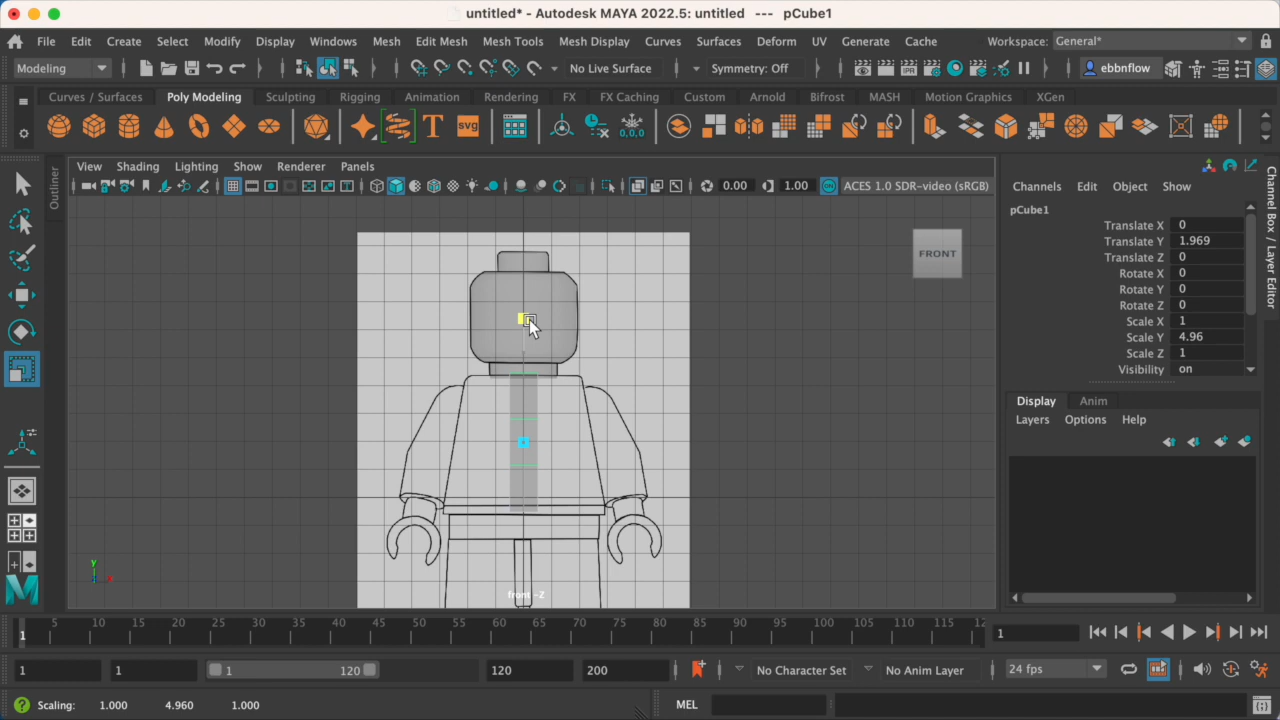 untitled* - Autodesk MAYA 2022.5: untitled --- pCube1
File Edit Create Select Modify Display Windows Mesh Edit Mesh Mesh Tools Mesh Display Curves Surfaces Deform UV Generate Cache Workspace: General*
Modeling No Live Surface Symmetry: Off IPR ebbnflow
Curves / Surfaces Poly Modeling Sculpting Rigging Animation Rendering FX FX Caching Custom Arnold Bifrost MASH Motion Graphics XGen
T svg 0,0,0
View Shading Lighting Show Renderer Panels
0.00 1.00 ON ACES 1.0 SDR-video (sRGB)
Outliner
FRONT
y
x
front -Z
Channels Edit Object Show
pCube1
Translate X 0
Translate Y 1.969
Translate Z 0
Rotate X 0
Rotate Y 0
Rotate Z 0
Scale X 1
Scale Y 4.96
Scale Z 1
Visibility on
Channel Box / Layer Editor
Display Anim
Layers Options Help
M
1 5 10 15 20 25 30 35 40 45 50 55 60 65 70 75 80 85 90 95 100 105 110 115 12
1
1 1 1 120 120 200 No Character Set No Anim Layer 24 fps
Scaling: 1.000 4.960 1.000 MEL